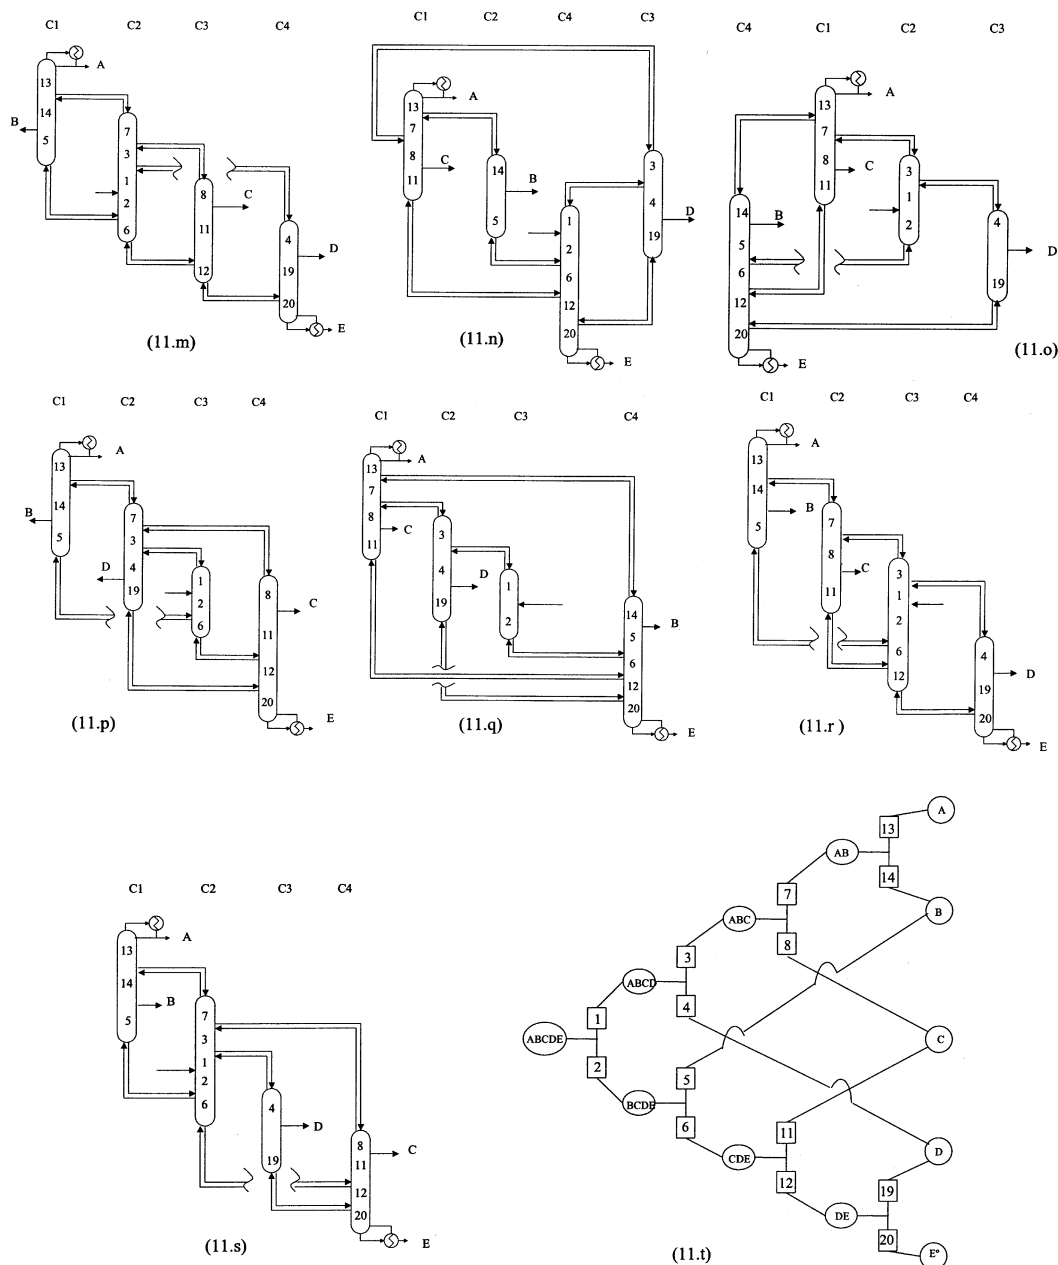 C1 C2 C3 C4
13
14
5
A
B
7
3
1
2
6
8
11
12
C
4
19
20
D
E
(11.m)
C1 C2 C4 C3
13
7
8
11
A
C
14
5
B
1
2
6
12
20
3
4
19
D
E
(11.n)
C4 C1 C2 C3
13
7
8
11
A
C
14
5
6
12
20
B
3
1
2
4
19
D
E
(11.o)
C1 C2 C3 C4
13
14
5
A
B
7
3
4
19
D
1
2
6
8
11
12
20
C
E
(11.p)
C1 C2 C3 C4
13
7
8
11
A
C
3
4
19
D
1
2
14
5
6
12
20
B
E
(11.q)
C1 C2 C3 C4
13
14
5
A
B
7
8
11
C
3
1
2
6
12
4
19
20
D
E
(11.r)
C1 C2 C3 C4
13
14
5
A
B
7
3
1
2
6
4
19
D
8
11
12
20
C
E
(11.s)
A
13
AB
14
7
B
ABC
8
3
ABCD
4
1
ABCDE
C
2
5
BCDE
6
11
CDE
D
12
19
DE
20
E°
(11.t)